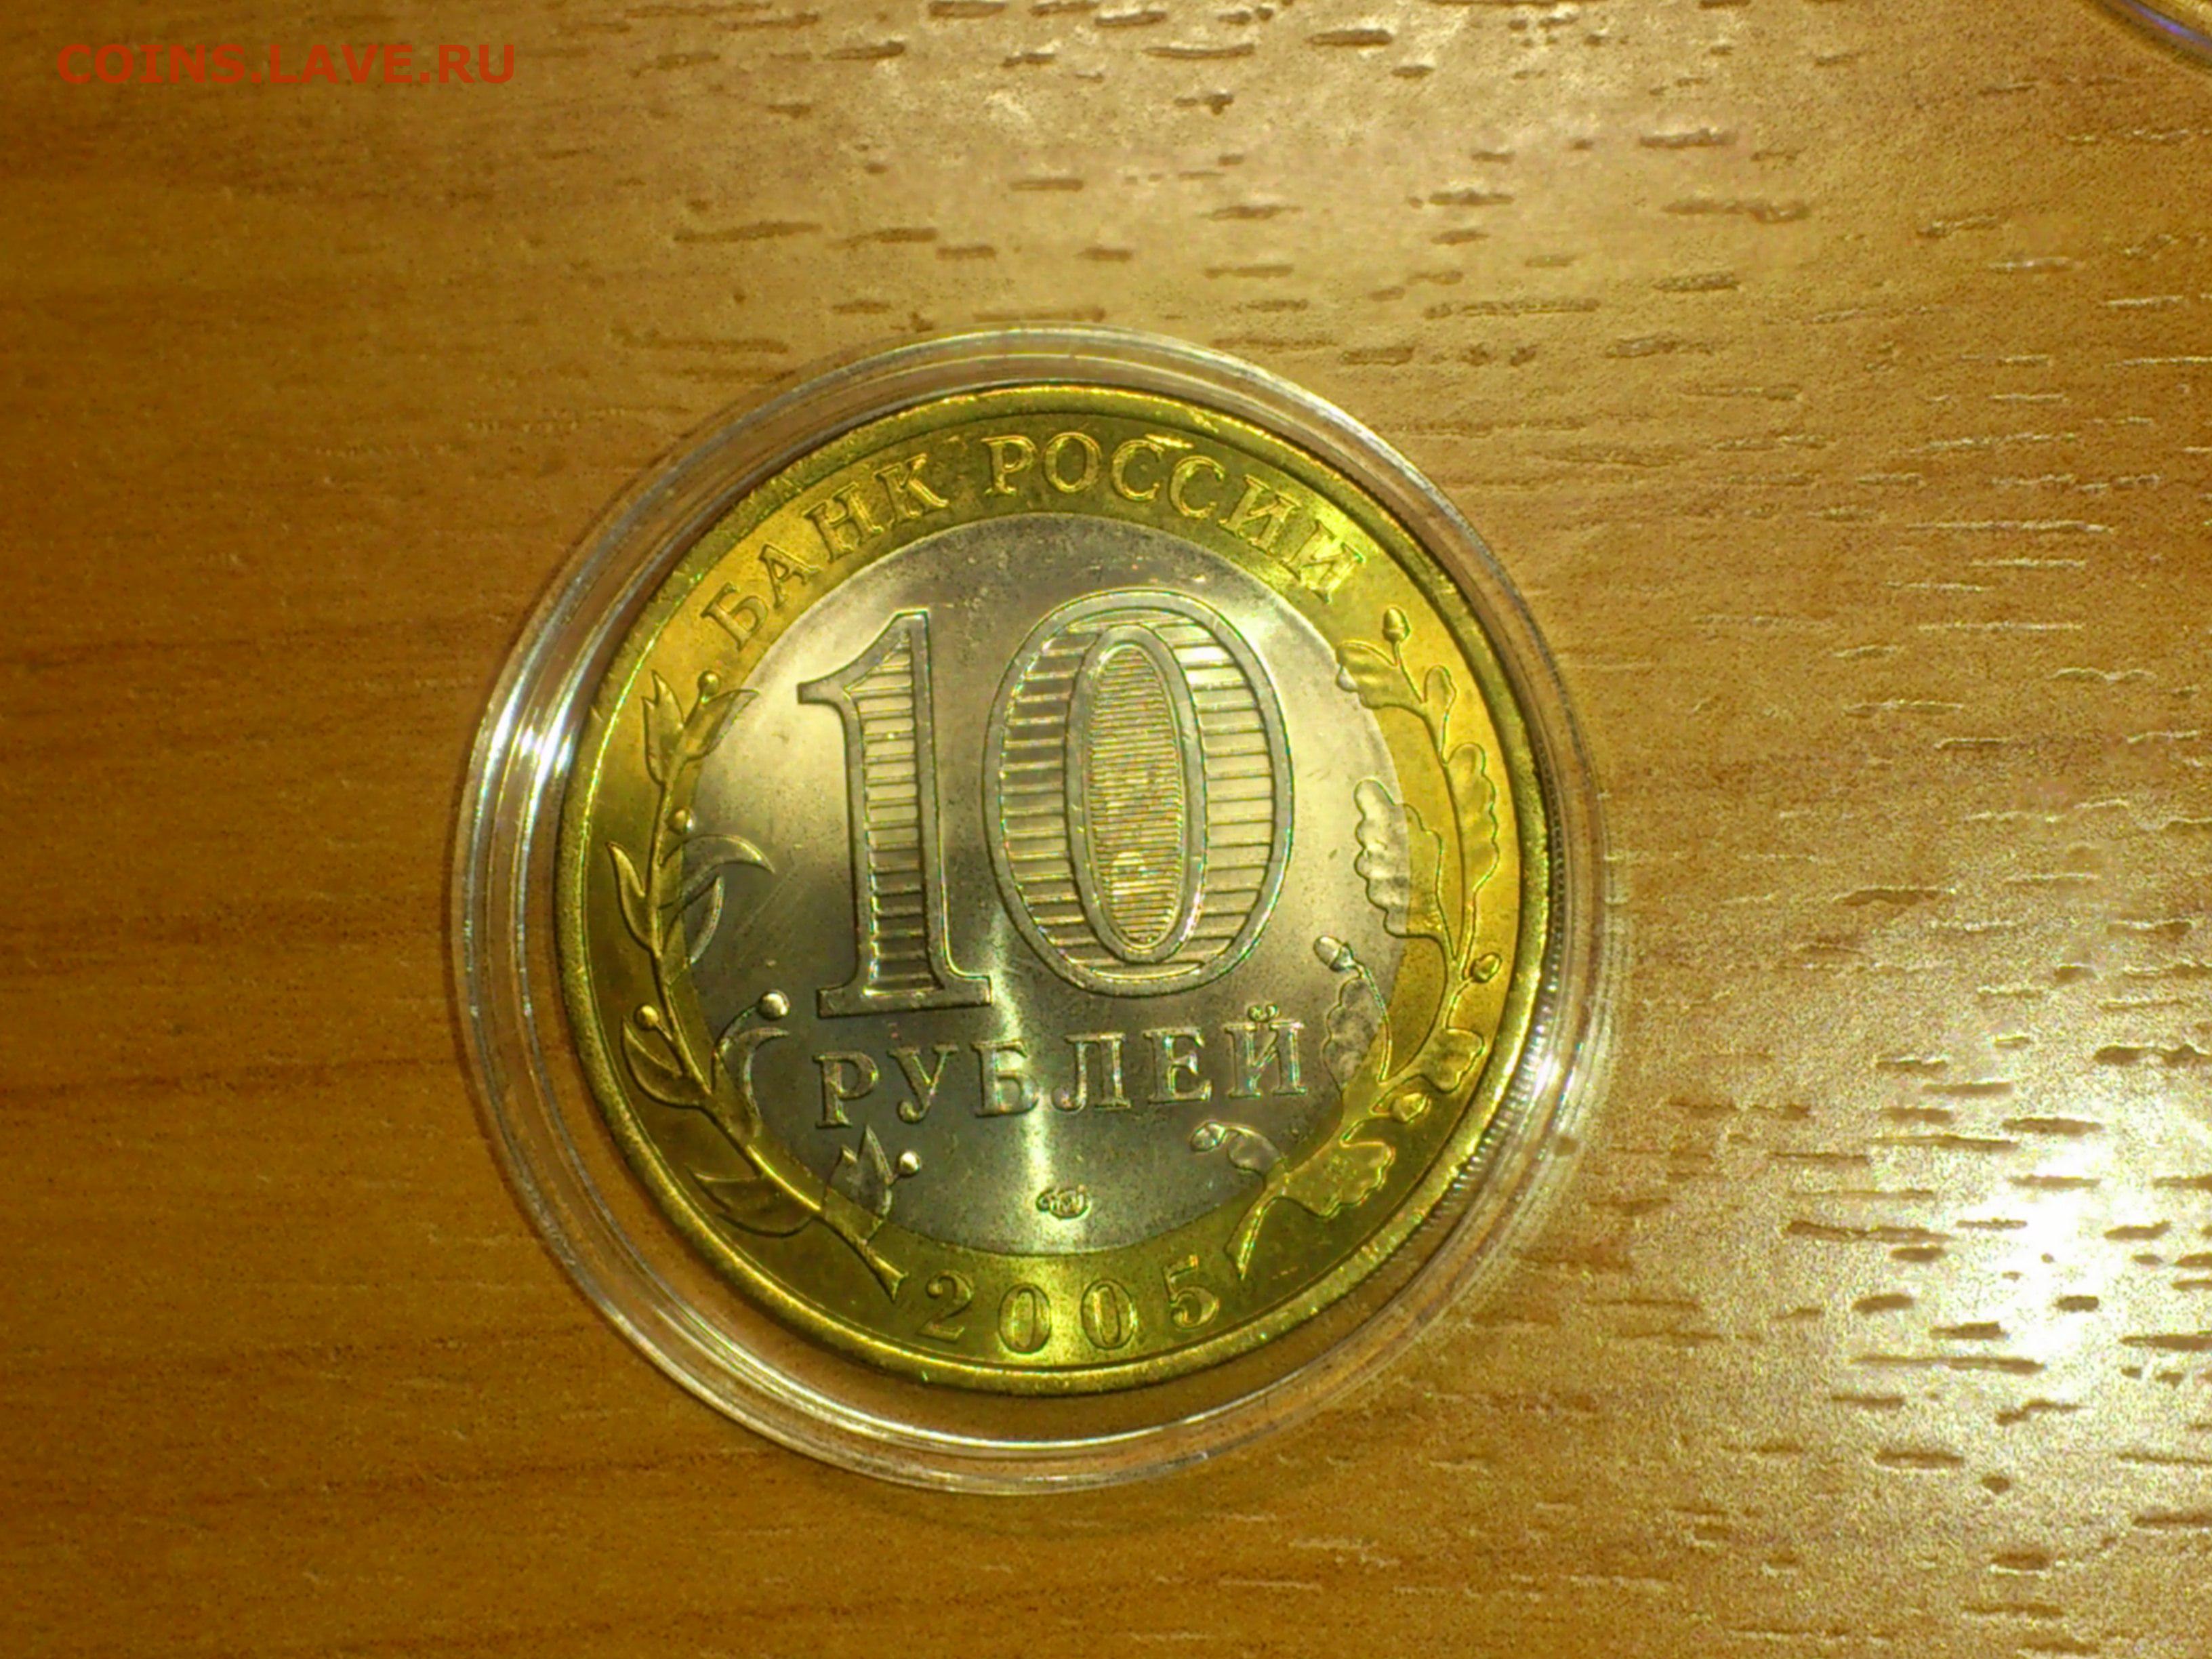 COINS.LAVE.RU
БАНК РОССИИ
10
РУБЛЕЙ
2005